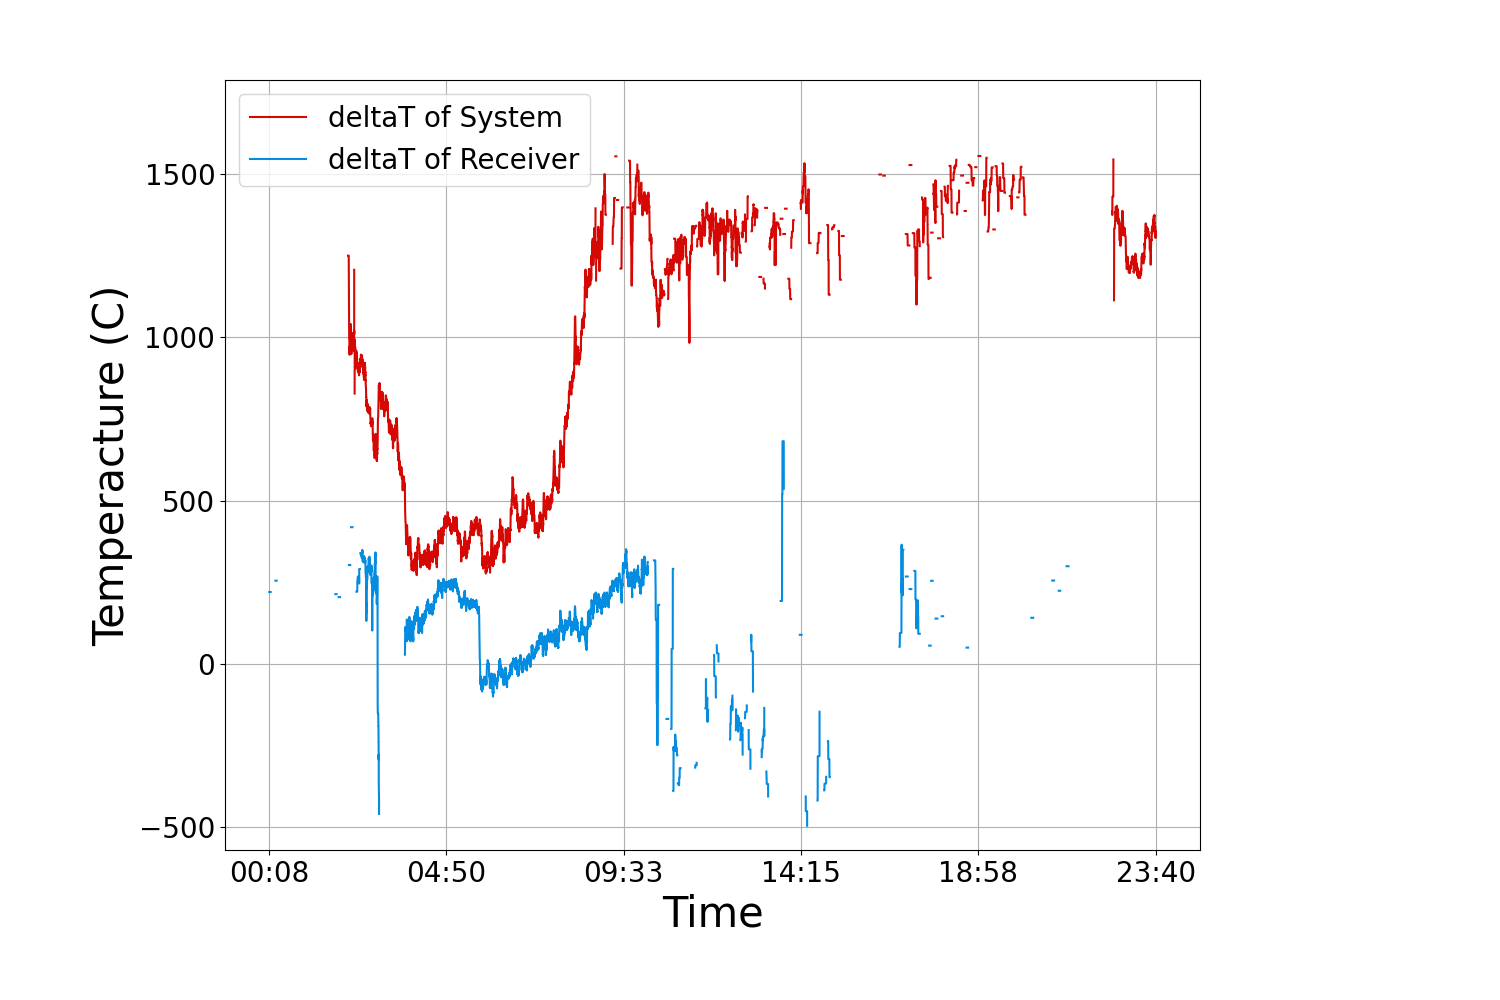 deltaT of System
deltaT of Receiver
1500
1000
500
0
−500
Temperacture (C)
00:08 04:50 09:33 14:15 18:58 23:40
Time